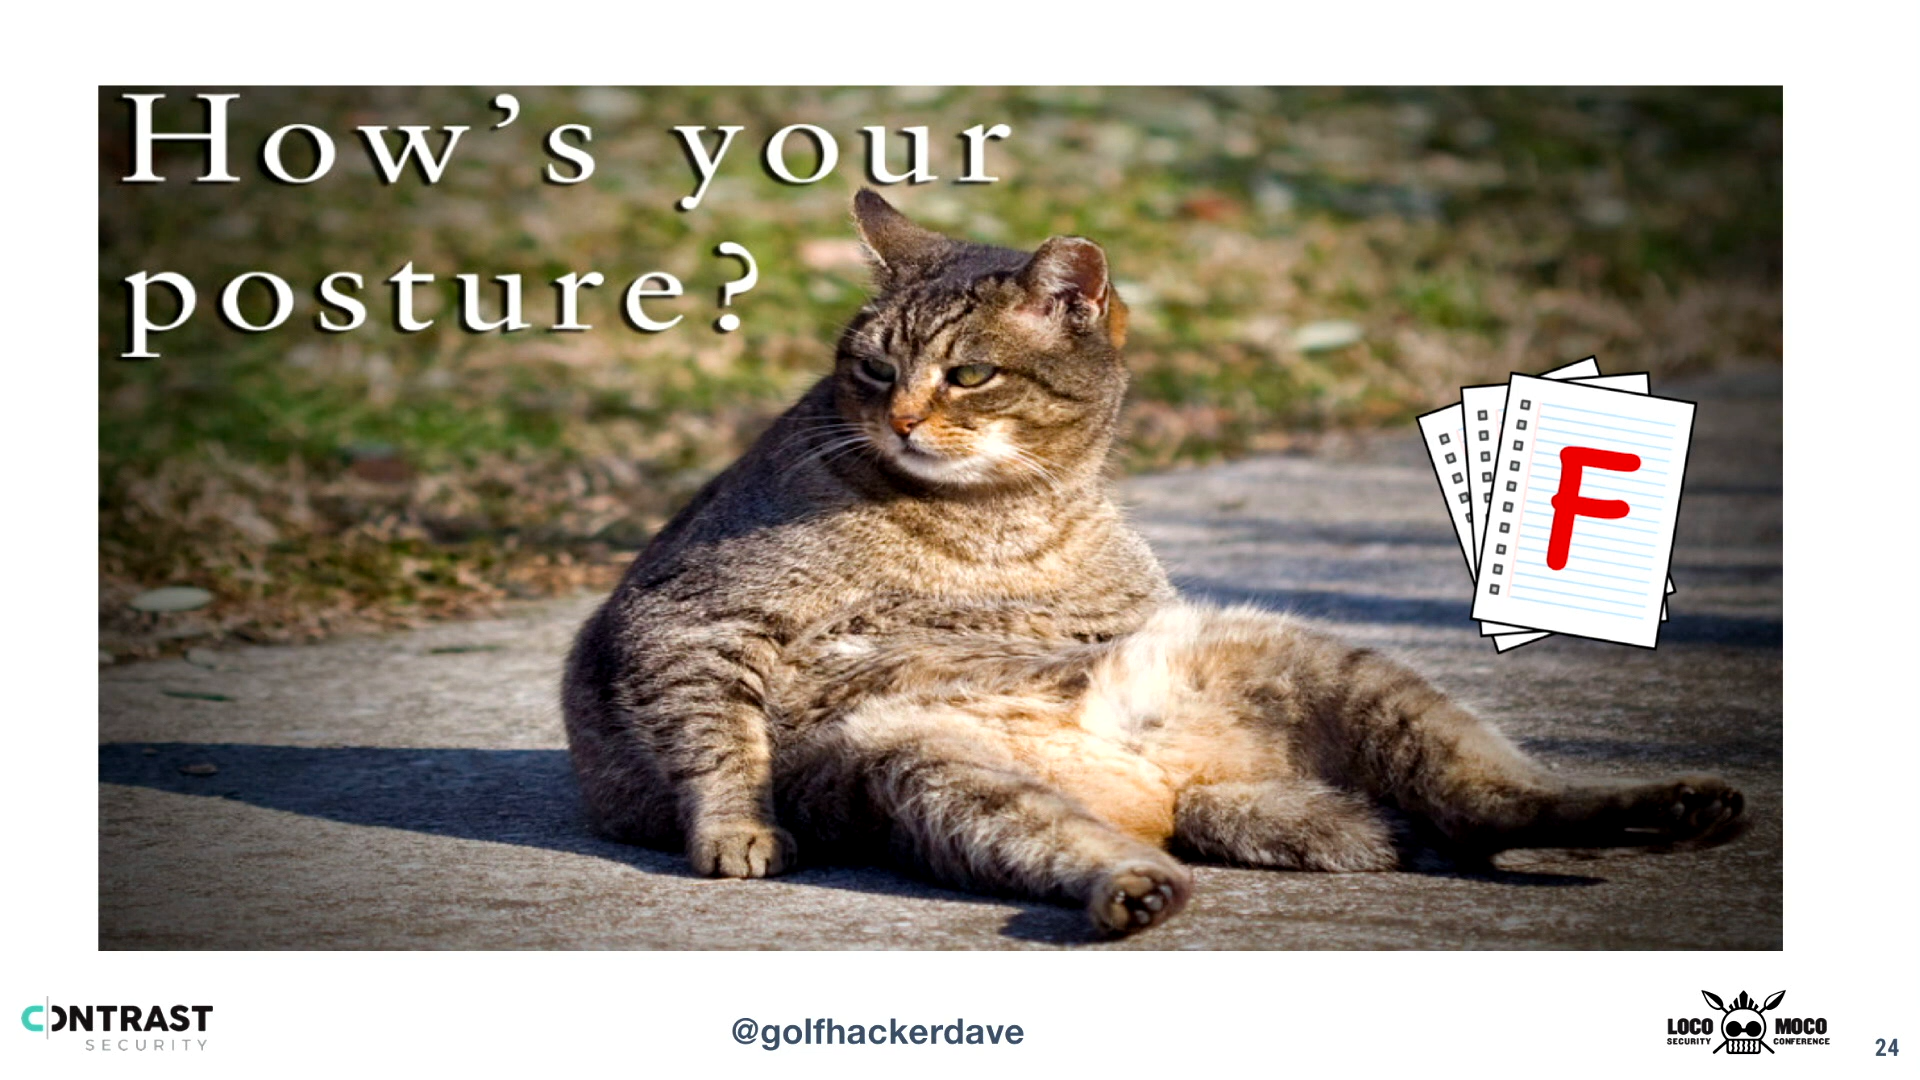 How's your
posture?
F
CONTRAST
SECURITY
@golfhackerdave
LOCO MOCO
SECURITY CONFERENCE
24